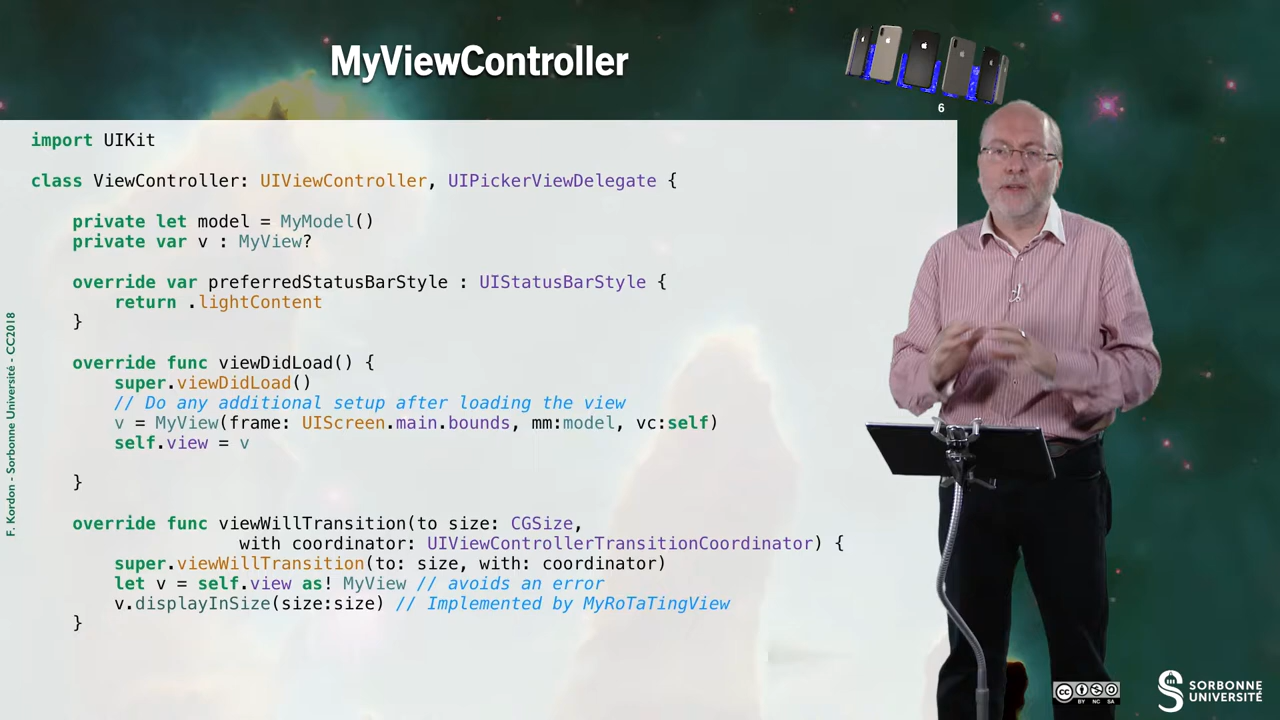 MyViewController
6
import UIKit
class ViewController: UIViewController, UIPickerViewDelegate {
private let model = MyModel()
private var v : MyView?
override var preferredStatusBarStyle : UIStatusBarStyle {
return .lightContent
}
override func viewDidLoad() {
super.viewDidLoad()
// Do any additional setup after loading the view
v = MyView(frame: UIScreen.main.bounds, mm:model, vc:self)
self.view = v
}
override func viewWillTransition(to size: CGSize,
with coordinator: UIViewControllerTransitionCoordinator) {
super.viewWillTransition(to: size, with: coordinator)
let v = self.view as! MyView // avoids an error
v.displayInSize(size:size) // Implemented by MyRoTaTingView
}
F. Kordon - Sorbonne Université - CC2018
CC BY NC SA
SORBONNE
UNIVERSITÉ